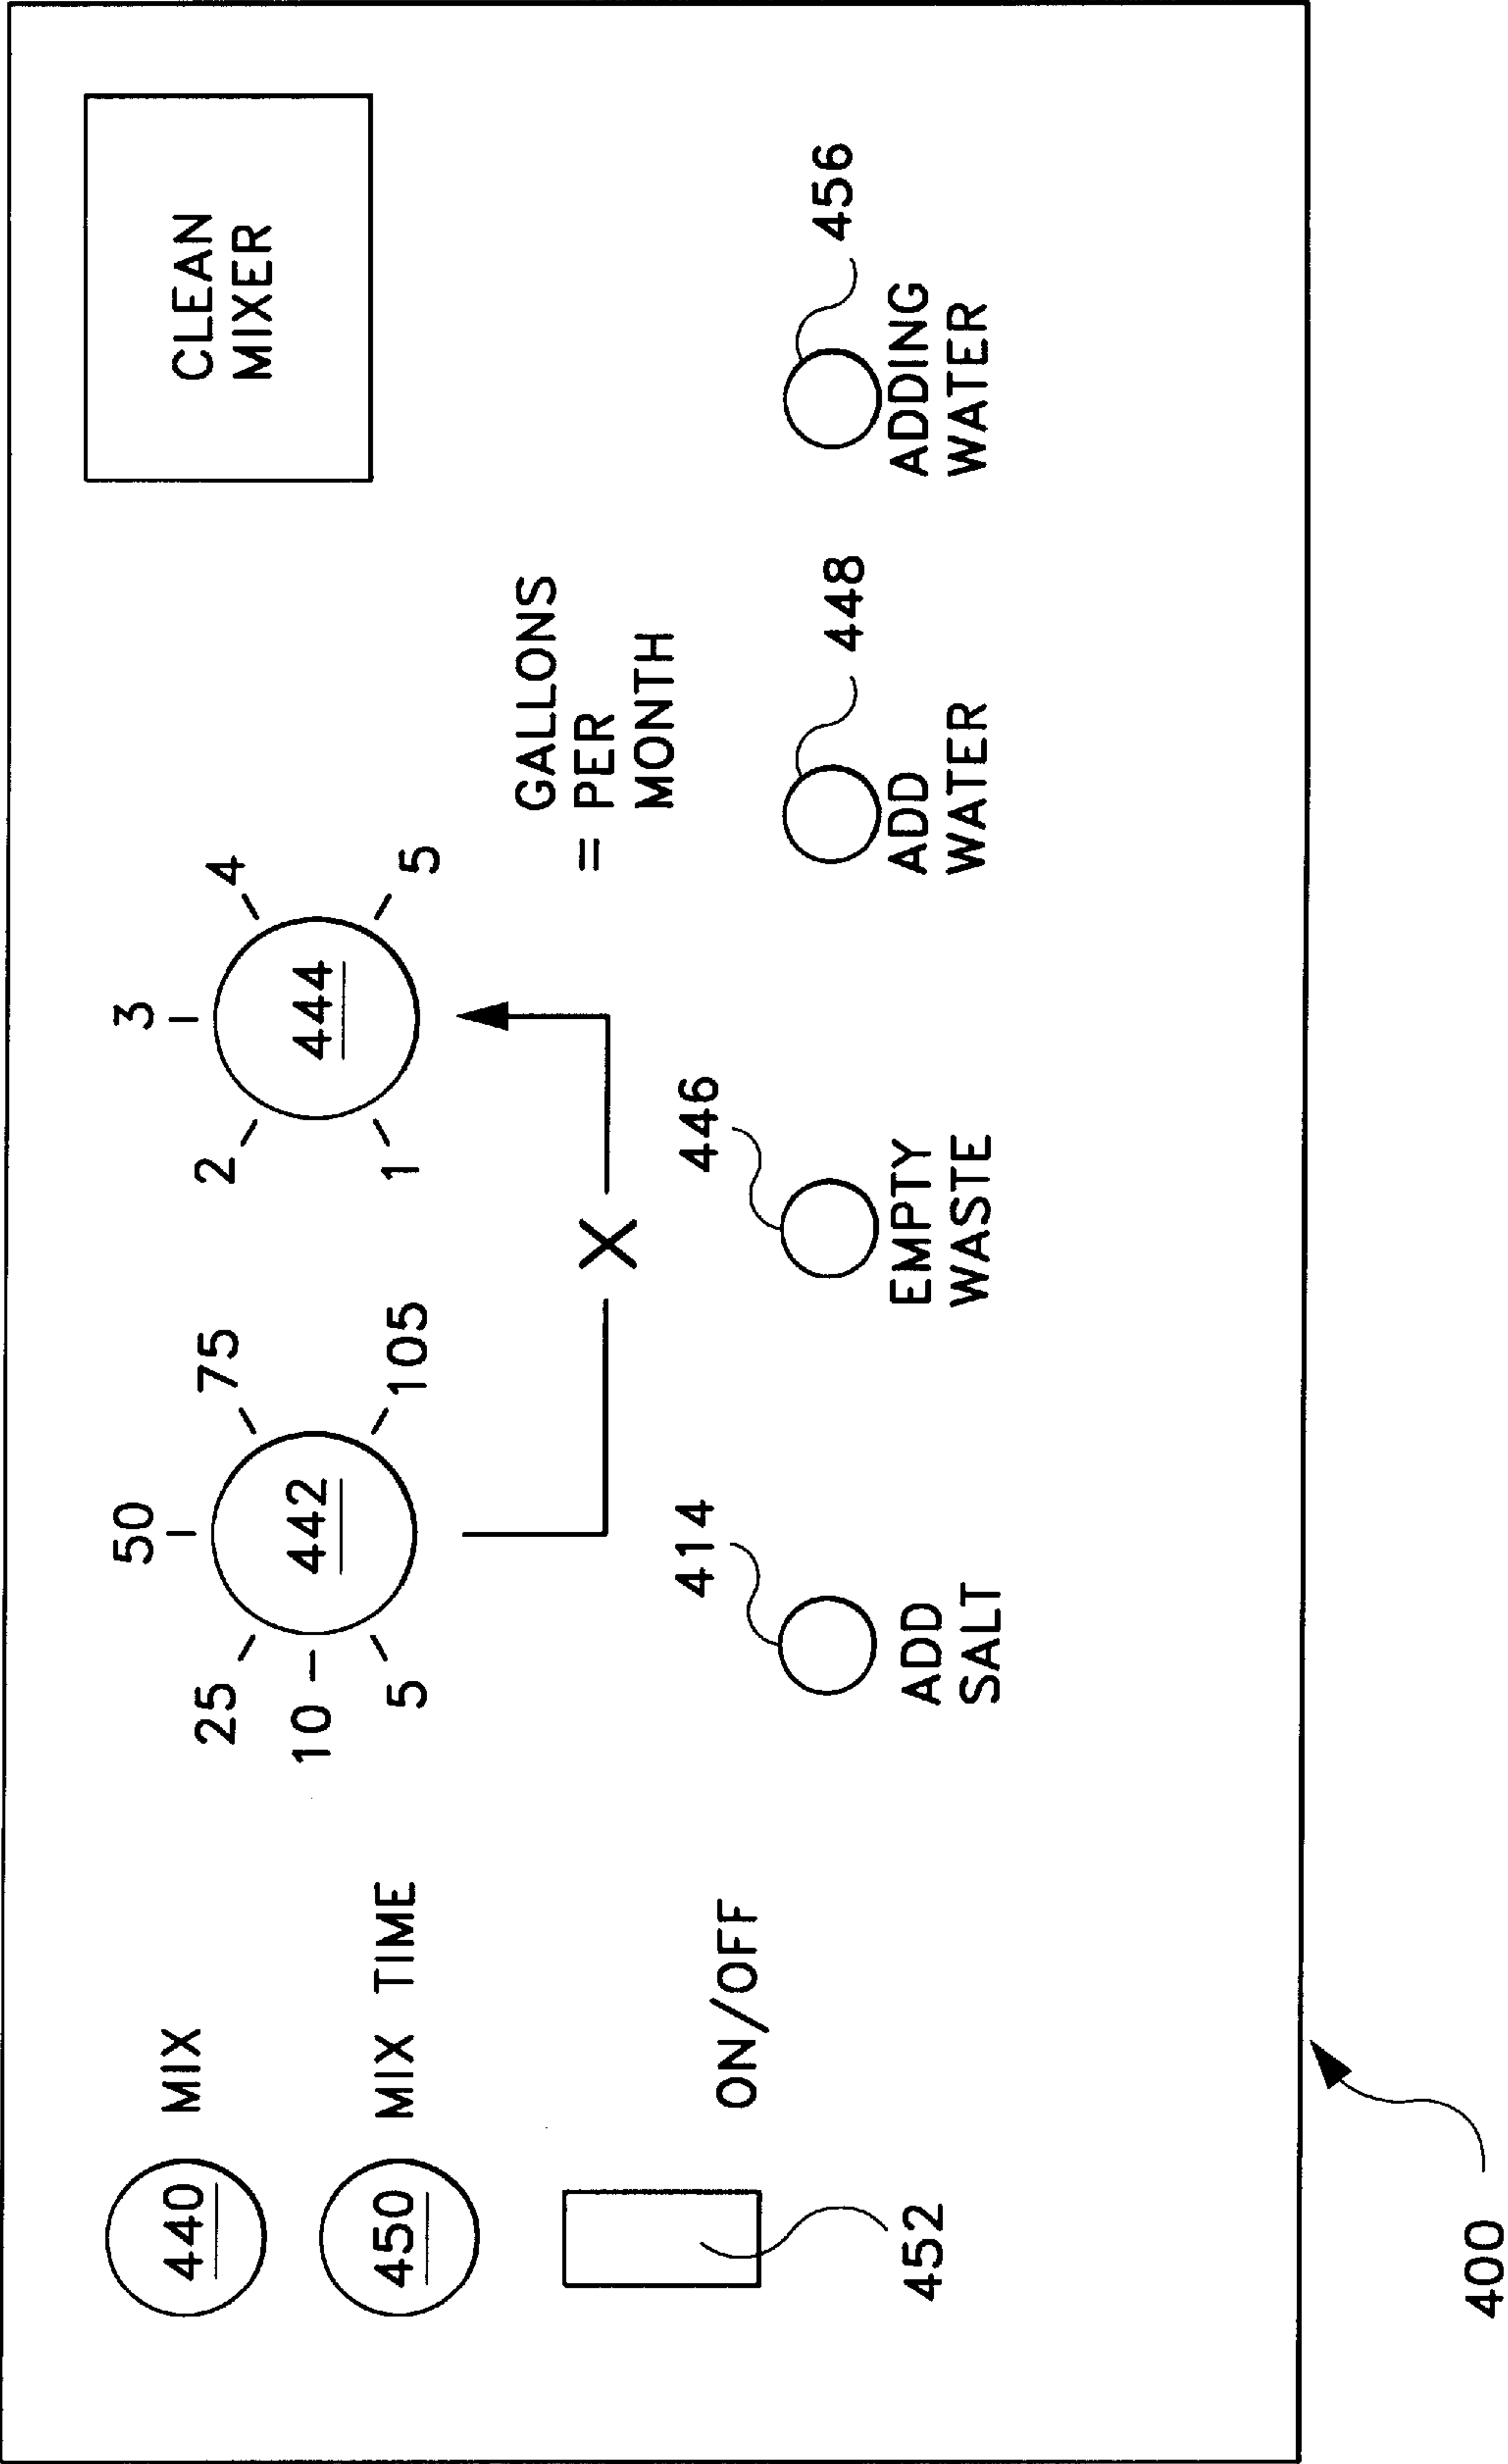 440
MIX
450
MIX TIME
452
ON/OFF
50
25
75
10
442
5
105
3
2
4
444
1
5
X
GALLONS
= PER
MONTH
CLEAN
MIXER
414
ADD
SALT
446
EMPTY
WASTE
448
ADD
WATER
456
ADDING
WATER
400